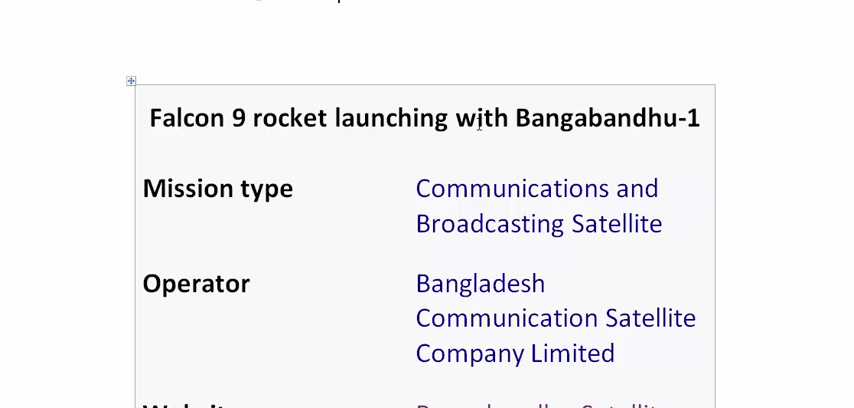 Falcon 9 rocket launching with Bangabandhu-1
Mission type
Communications and
Broadcasting Satellite
Operator
Bangladesh
Communication Satellite
Company Limited